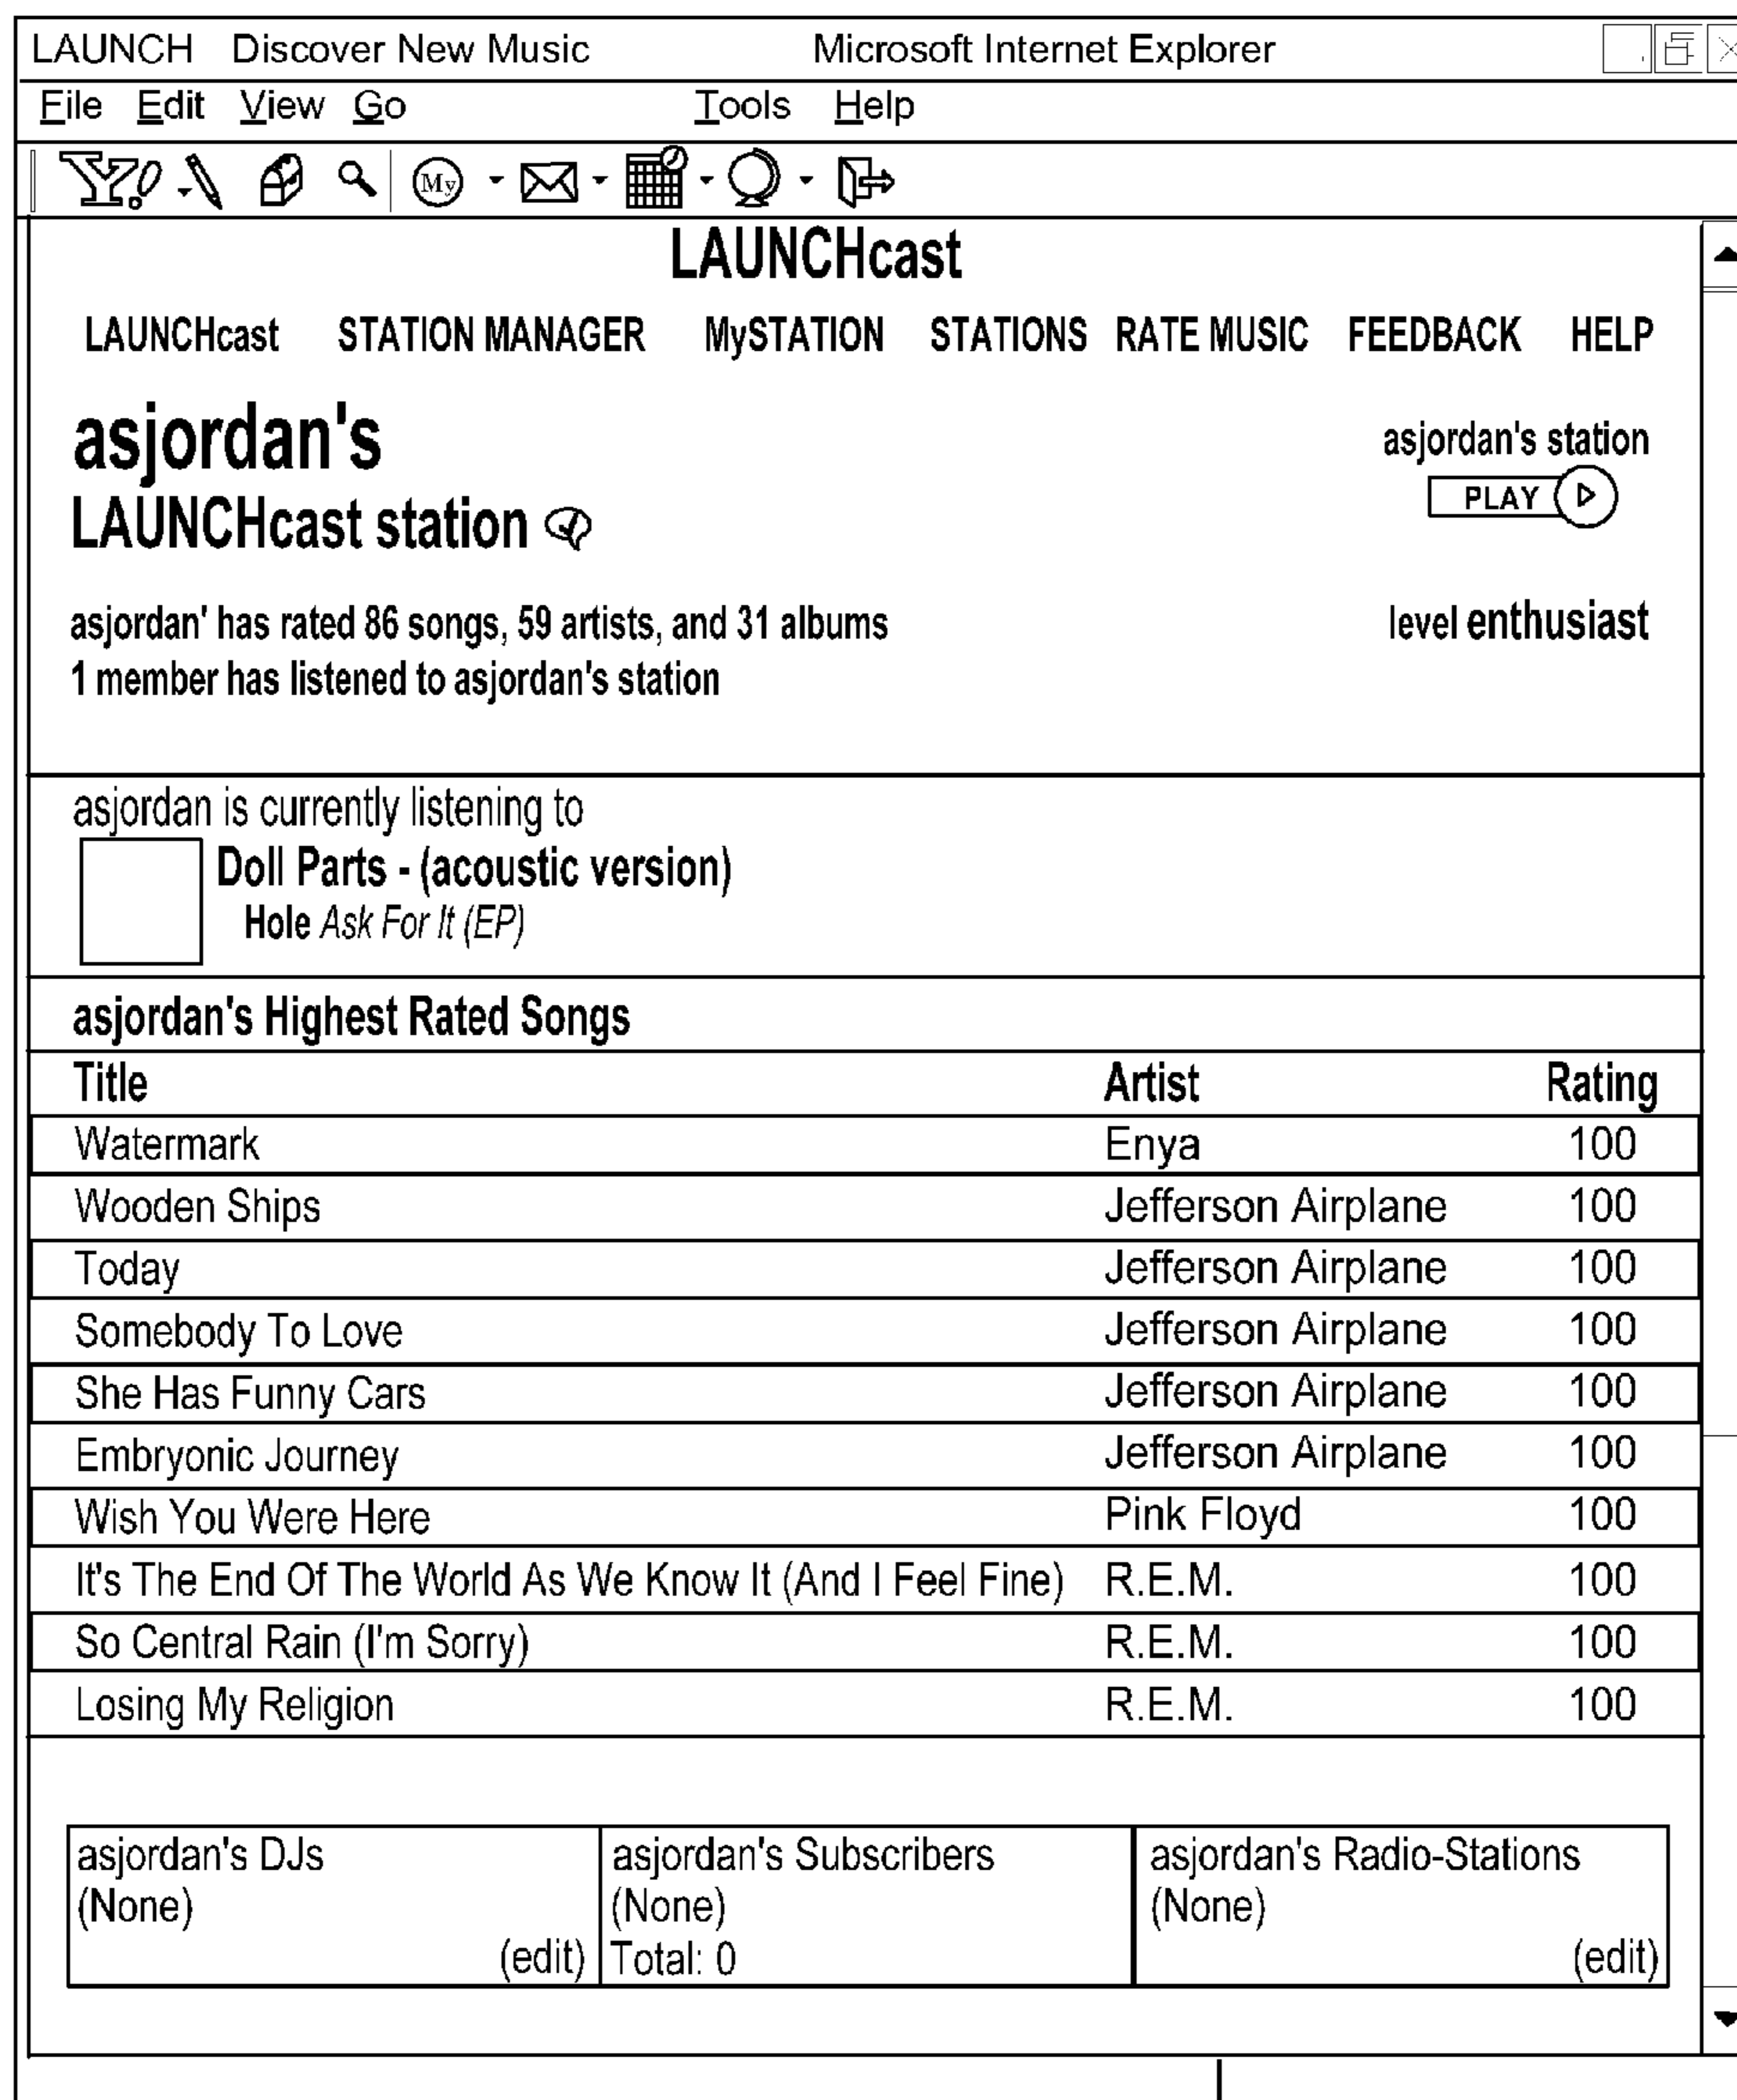 LAUNCH Discover New Music Microsoft Internet Explorer
File Edit View Go Tools Help
Y! My
LAUNCHcast
LAUNCHcast STATION MANAGER MySTATION STATIONS RATE MUSIC FEEDBACK HELP
asjordan's
LAUNCHcast station
asjordan's station
PLAY
asjordan' has rated 86 songs, 59 artists, and 31 albums
level enthusiast
1 member has listened to asjordan's station
asjordan is currently listening to
Doll Parts - (acoustic version)
Hole Ask For It (EP)
asjordan's Highest Rated Songs
Title Artist Rating
Watermark Enya 100
Wooden Ships Jefferson Airplane 100
Today Jefferson Airplane 100
Somebody To Love Jefferson Airplane 100
She Has Funny Cars Jefferson Airplane 100
Embryonic Journey Jefferson Airplane 100
Wish You Were Here Pink Floyd 100
It's The End Of The World As We Know It (And I Feel Fine) R.E.M. 100
So Central Rain (I'm Sorry) R.E.M. 100
Losing My Religion R.E.M. 100
asjordan's DJs
(None)
(edit)
asjordan's Subscribers
(None)
Total: 0
asjordan's Radio-Stations
(None)
(edit)